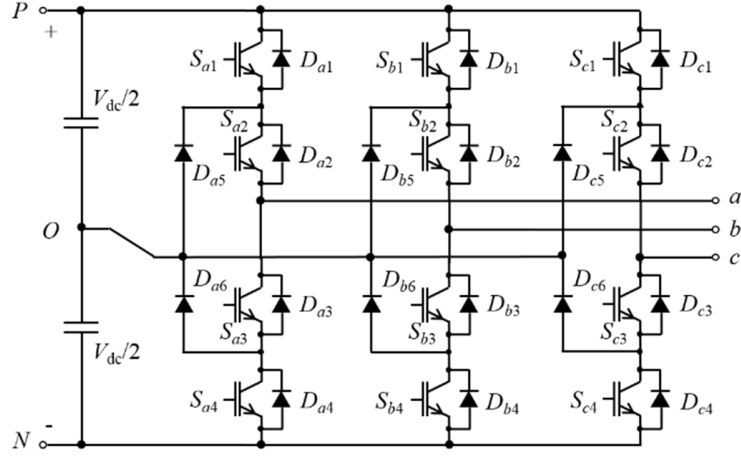 P
+
S_a1 D_a1 S_b1 D_b1 S_c1 D_c1
V_dc/2
S_a2 S_b2 S_c2
D_a5 D_a2 D_b5 D_b2 D_c5 D_c2
a
O b
c
D_a6 D_b6 D_c6
D_a3 D_b3 D_c3
S_a3 S_b3 S_c3
V_dc/2
S_a4 D_a4 S_b4 D_b4 S_c4 D_c4
-
N